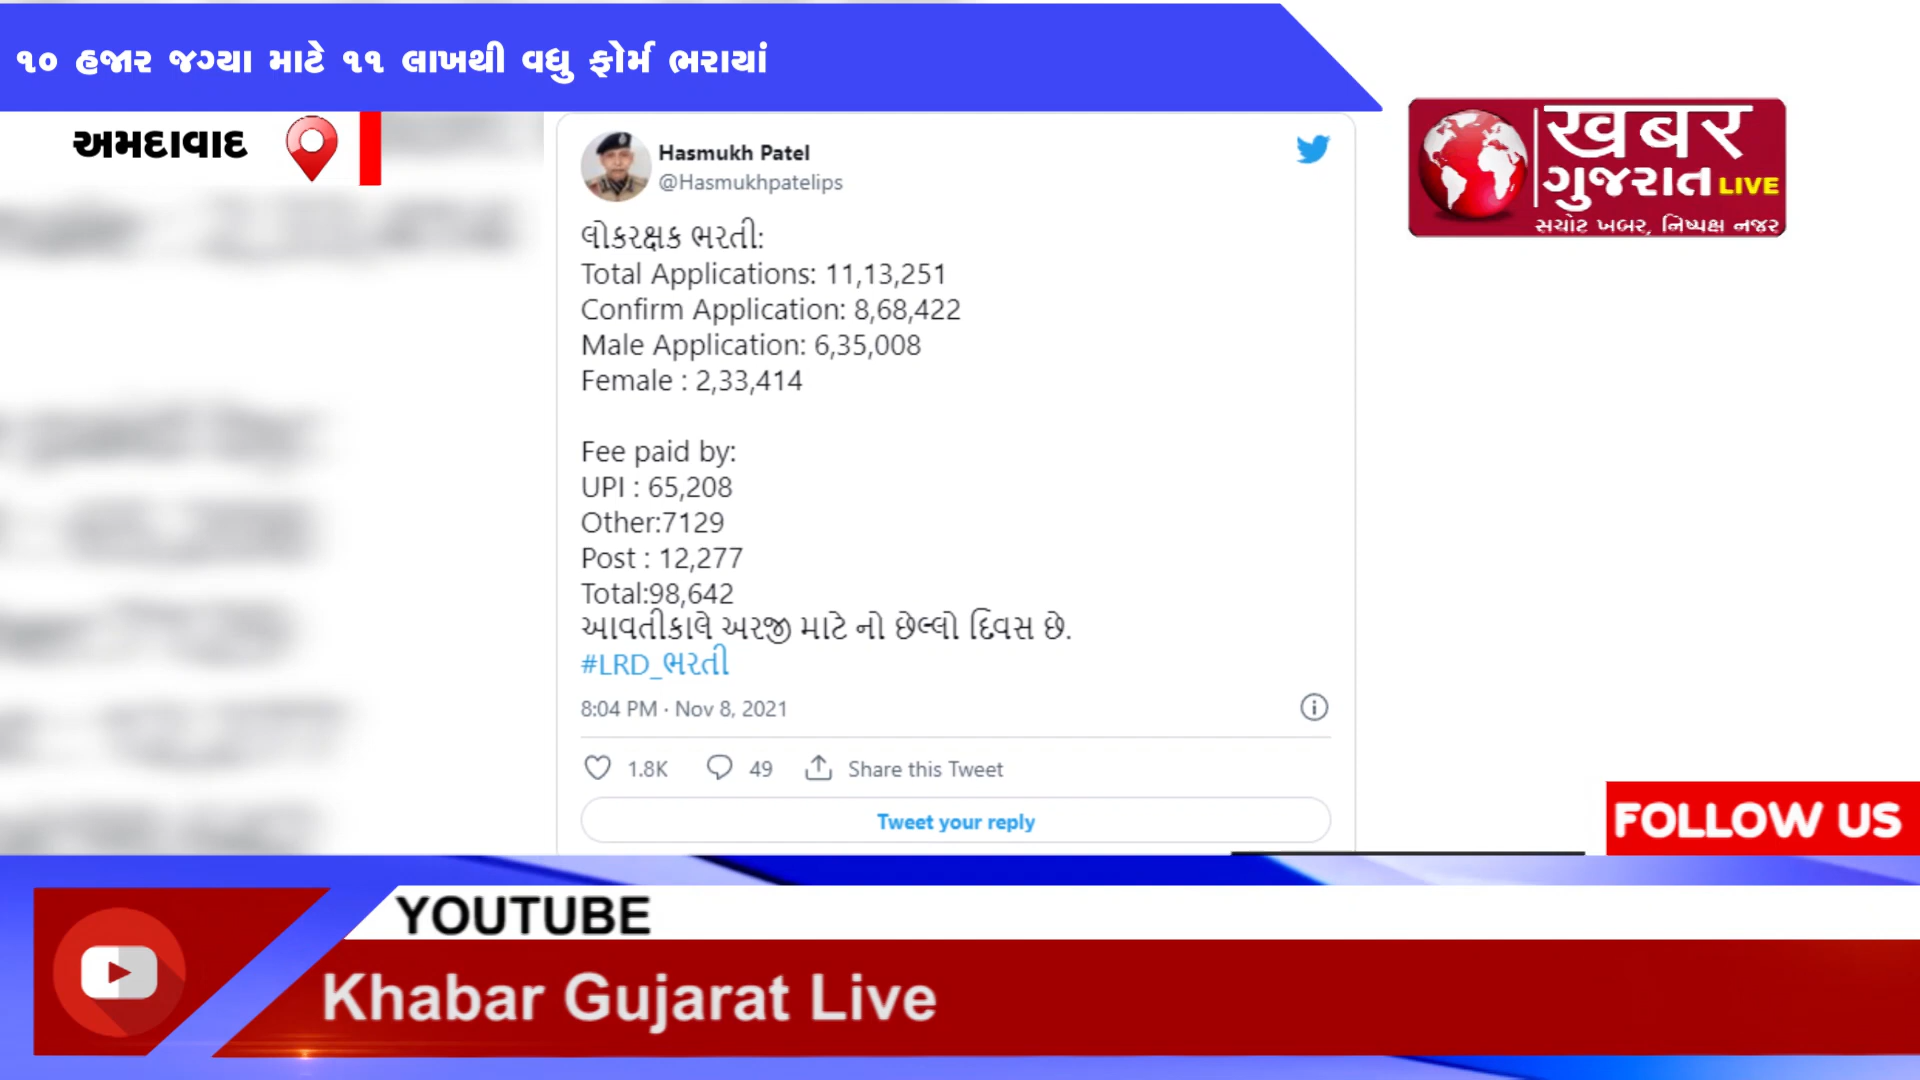 ૧૦ હજાર જગ્યા માટે ૧૧ લાખથી વધુ ફોર્મ ભરાયાં
અમદાવાદ
Hasmukh Patel
@Hasmukhpatelips
લોકરક્ષક ભરતી:
Total Applications: 11,13,251
Confirm Application: 8,68,422
Male Application: 6,35,008
Female : 2,33,414
Fee paid by:
UPI : 65,208
Other:7129
Post : 12,277
Total:98,642
આવતીકાલે અરજી માટે નો છેલ્લો દિવસ છે.
#LRD_ભરતી
8:04 PM · Nov 8, 2021
1.8K 49 Share this Tweet
Tweet your reply
खबर
ગુજરાત LIVE
સચોટ ખબર, નિષ્પક્ષ નજર
FOLLOW US
YOUTUBE
Khabar Gujarat Live